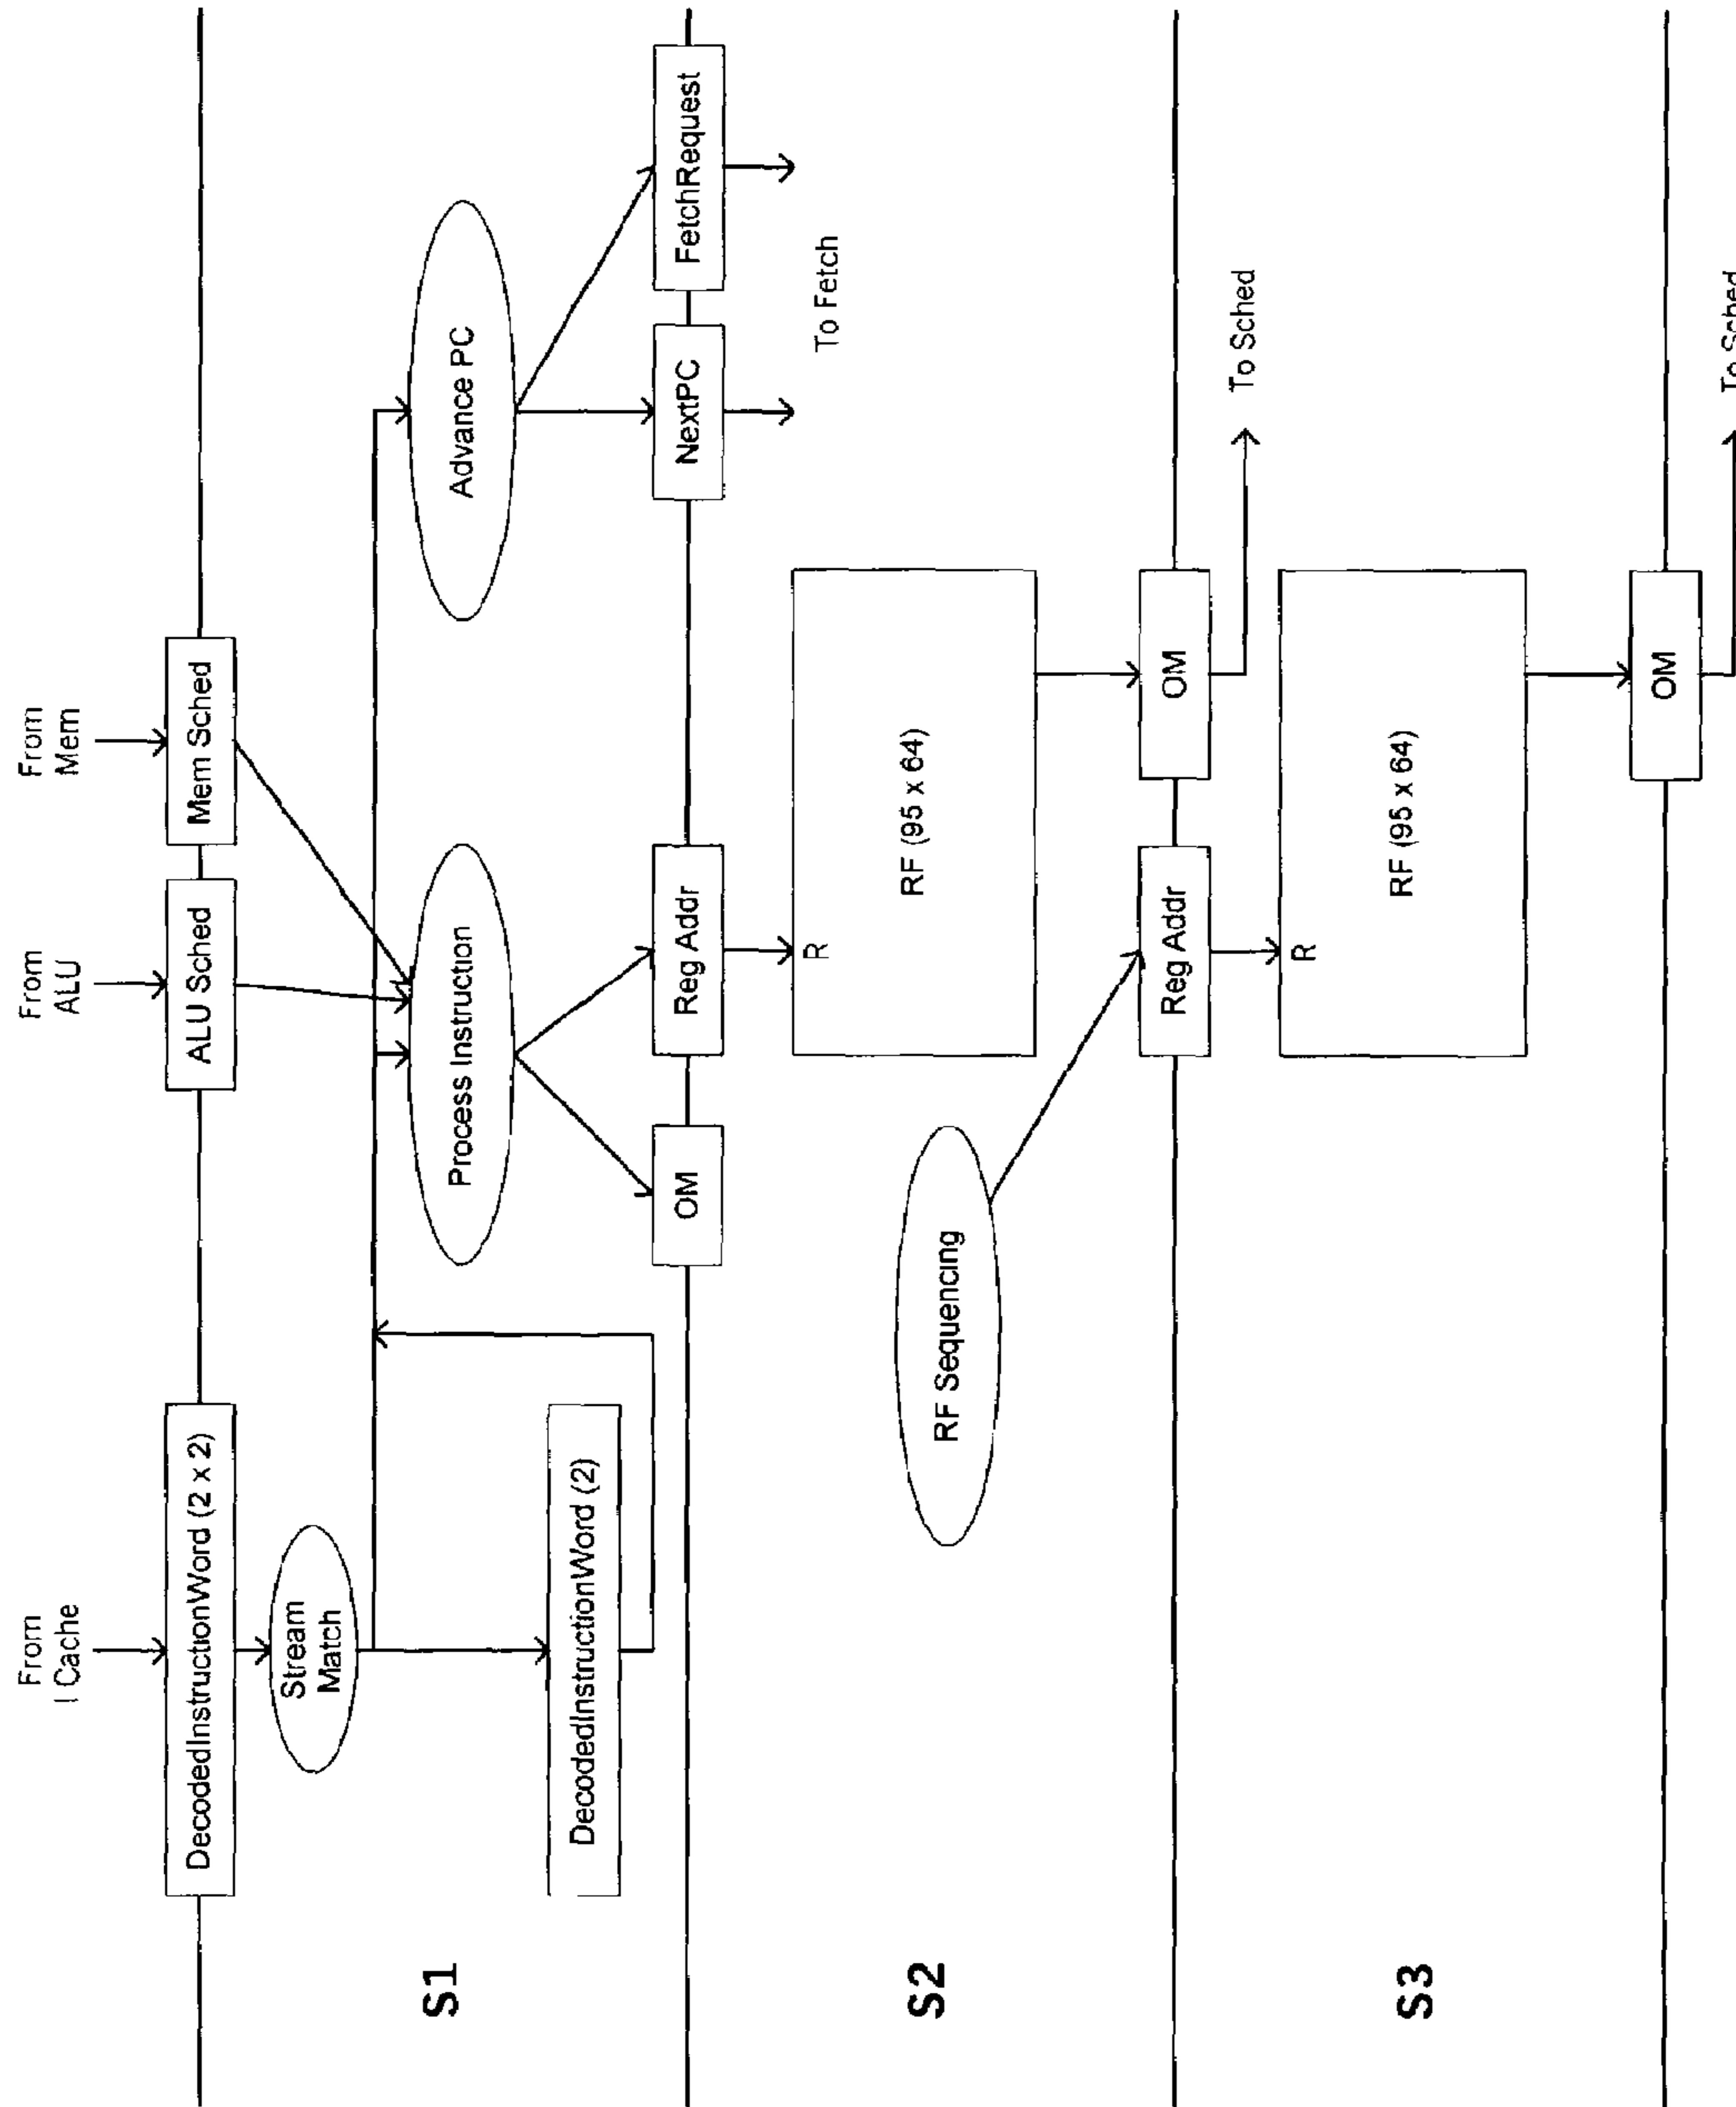 From
I Cache
From
ALU
From
Mem
DecodedInstructionWord (2 x 2)
ALU Sched
Mem Sched
Stream
Match
S1
Process Instruction
Advance PC
DecodedInstructionWord (2)
OM
Reg Addr
NextPC
FetchRequest
To Fetch
R
RF (95 x 64)
S2
RF Sequencing
Reg Addr
OM
To Sched
R
RF (95 x 64)
S3
OM
To Sched